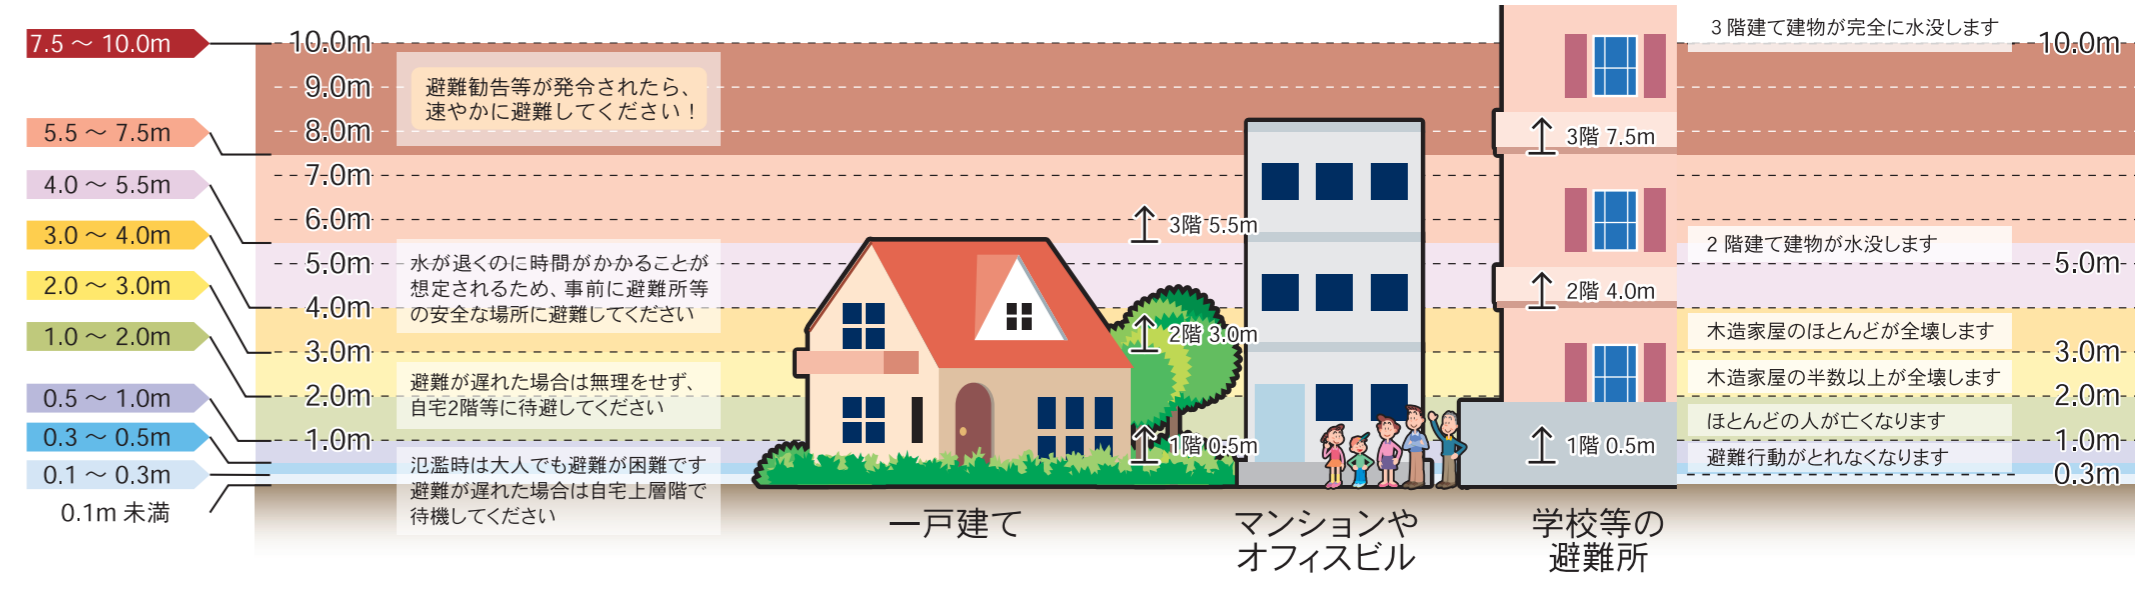 7.5 ～ 10.0m
5.5 ～ 7.5m
4.0 ～ 5.5m
3.0 ～ 4.0m
2.0 ～ 3.0m
1.0 ～ 2.0m
0.5 ～ 1.0m
0.3 ～ 0.5m
0.1 ～ 0.3m
0.1m 未満
10.0m
9.0m
8.0m
7.0m
6.0m
5.0m
4.0m
3.0m
2.0m
1.0m
避難勧告等が発令されたら、
速やかに避難してください！
水が退くのに時間がかかることが
想定されるため、事前に避難所等
の安全な場所に避難してください
避難が遅れた場合は無理をせず、
自宅2階等に待避してください
氾濫時は大人でも避難が困難です
避難が遅れた場合は自宅上層階で
待機してください
3階 5.5m
2階 3.0m
1階 0.5m
一戸建て
マンションや
オフィスビル
3階 7.5m
2階 4.0m
1階 0.5m
学校等の
避難所
3 階建て建物が完全に水没します
2 階建て建物が水没します
木造家屋のほとんどが全壊します
木造家屋の半数以上が全壊します
ほとんどの人が亡くなります
避難行動がとれなくなります
10.0m
5.0m
3.0m
2.0m
1.0m
0.3m